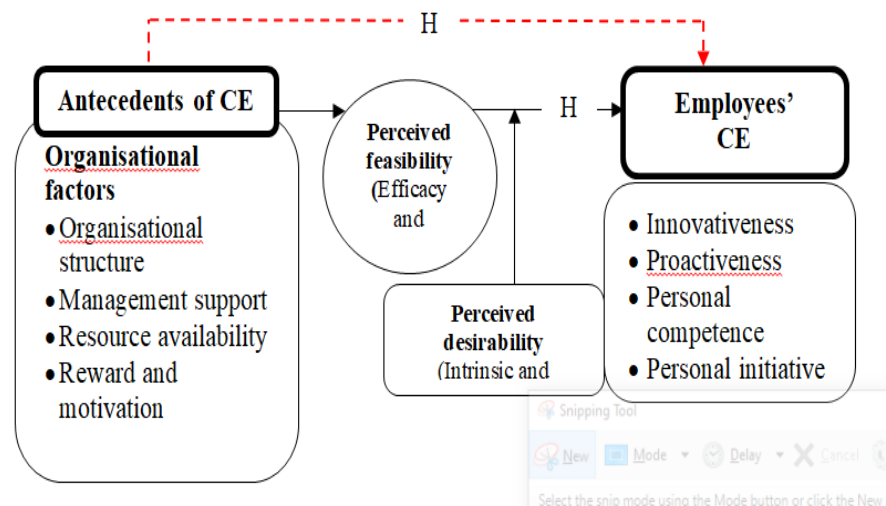 H
Antecedents of CE
Organisational
factors
• Organisational
structure
• Management support
• Resource availability
• Reward and
motivation
Perceived
feasibility
(Efficacy
and
H
Perceived
desirability
(Intrinsic and
Employees’
CE
• Innovativeness
• Proactiveness
• Personal
competence
• Personal initiative
Snipping Tool
New Mode Delay Cancel
Select the snip mode using the Mode button or click the New